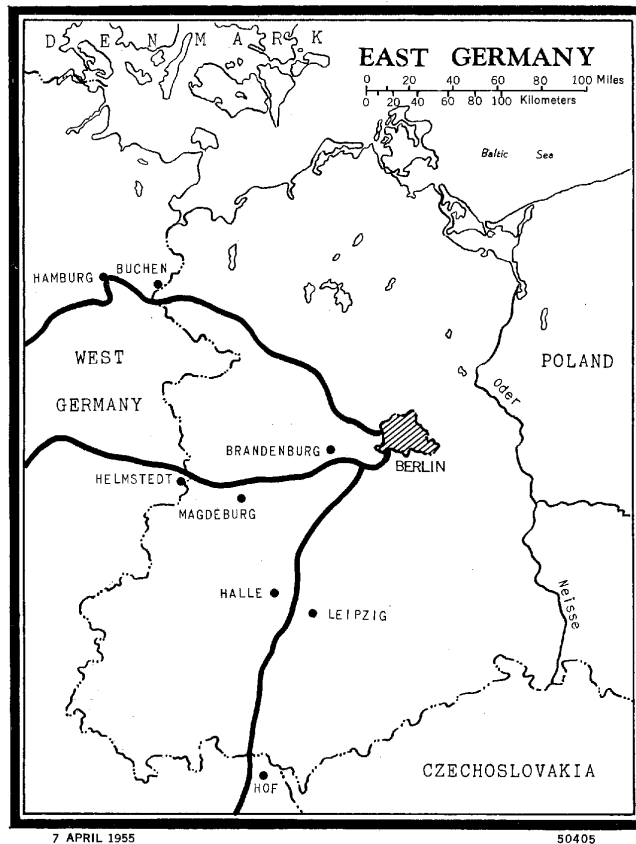 DENMARK
EAST GERMANY
0 20 40 60 80 100 Miles
0 20 40 60 80 100 Kilometers
Baltic Sea
HAMBURG
BUCHEN
WEST
GERMANY
POLAND
Oder
BRANDENBURG
BERLIN
HELMSTEDT
MAGDEBURG
HALLE
LEIPZIG
Neisse
CZECHOSLOVAKIA
HOF
7 APRIL 1955
50405